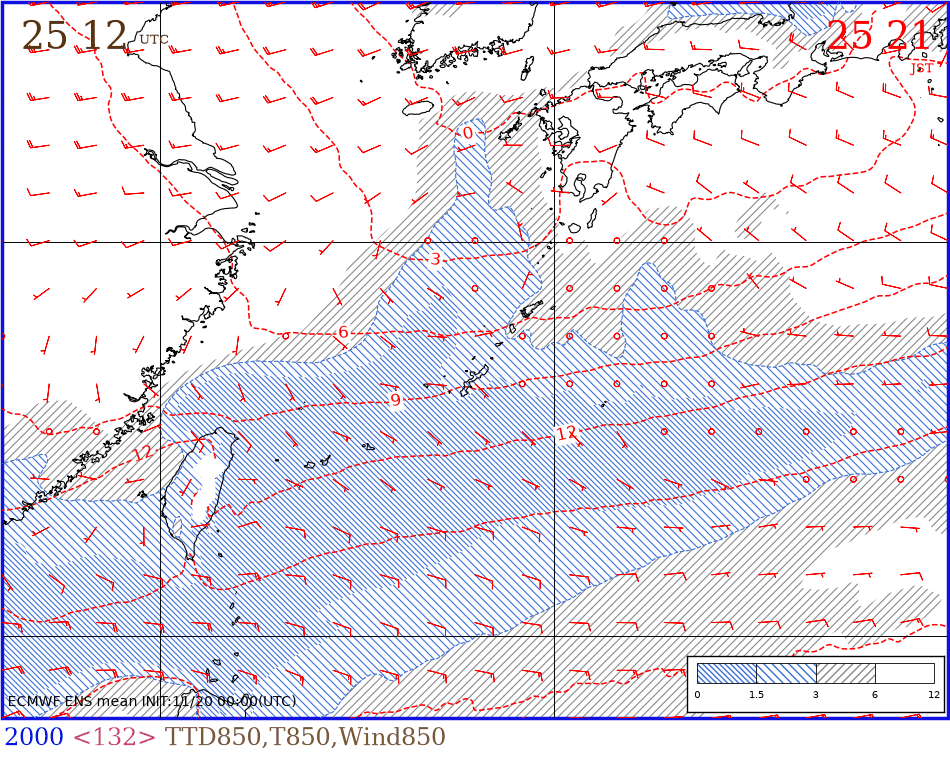 25 12 UTC
25 21
JST
0
3
6
9
12
12
ECMWF ENS mean INIT:11/20 00:00(UTC)
0 1.5 3 6 12
2000 <132> TTD850,T850,Wind850